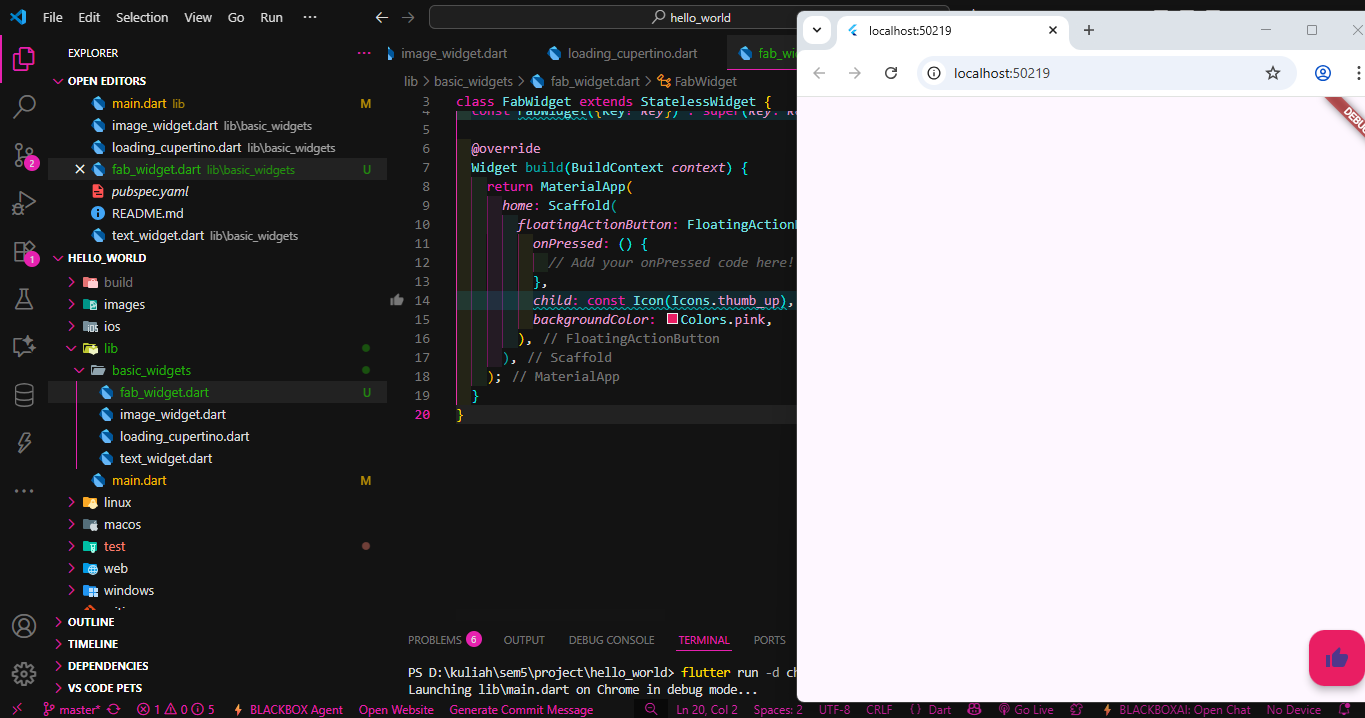 File Edit Selection View Go Run ···
hello_world
EXPLORER
OPEN EDITORS
main.dart lib M
image_widget.dart lib\basic_widgets
loading_cupertino.dart lib\basic_widgets
fab_widget.dart lib\basic_widgets U
pubspec.yaml
README.md
text_widget.dart lib\basic_widgets
HELLO_WORLD
build
images
ios
lib
basic_widgets
fab_widget.dart U
image_widget.dart
loading_cupertino.dart
text_widget.dart
main.dart M
linux
macos
test
web
windows
OUTLINE
TIMELINE
DEPENDENCIES
VS CODE PETS
2
1
image_widget.dart loading_cupertino.dart fab_wi
lib > basic_widgets > fab_widget.dart > FabWidget
3 class FabWidget extends StatelessWidget {
4 const FabWidget({Key? key}) : super(key: k
5
6 @override
7 Widget build(BuildContext context) {
8 return MaterialApp(
9 home: Scaffold(
10 floatingActionButton: FloatingAction
11 onPressed: () {
12 // Add your onPressed code here!
13 },
14 child: const Icon(Icons.thumb_up),
15 backgroundColor: Colors.pink,
16 ), // FloatingActionButton
17 ), // Scaffold
18 ); // MaterialApp
19 }
20 }
PROBLEMS 6 OUTPUT DEBUG CONSOLE TERMINAL PORTS
PS D:\kuliah\sem5\project\hello_world> flutter run -d ch
Launching lib\main.dart on Chrome in debug mode...
localhost:50219
localhost:50219
DEBU
master* 1 0 5 BLACKBOX Agent Open Website Generate Commit Message Ln 20, Col 2 Spaces: 2 UTF-8 CRLF {} Dart Go Live BLACKBOXAI: Open Chat No Device